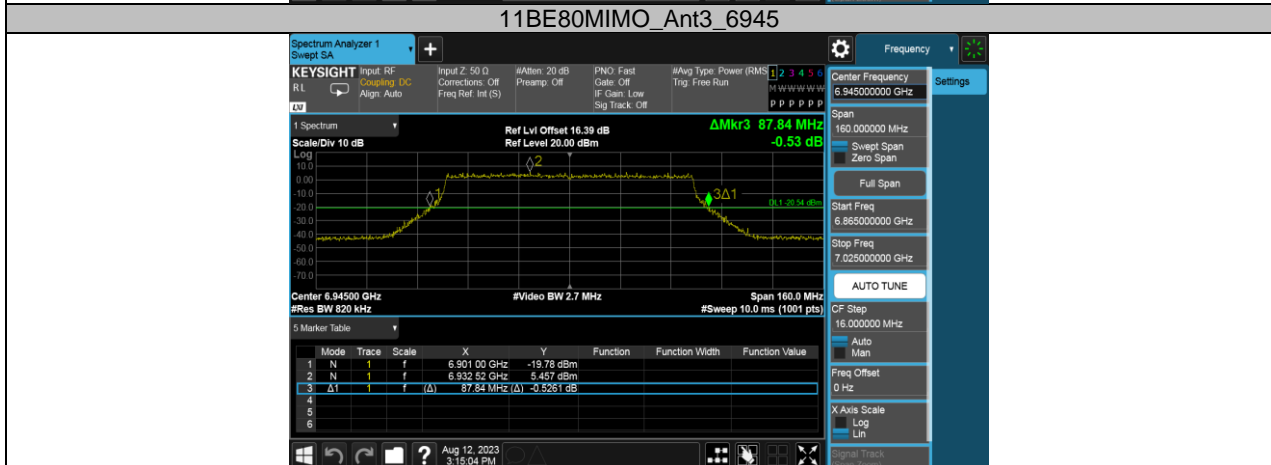 11BE80MIMO_Ant3_6945
Spectrum Analyzer 1
Swept SA
+
Frequency
KEYSIGHT
RL
LXI
Input: RF
Coupling: DC
Align: Auto
Input Z: 50 Ω
Corrections: Off
Freq Ref: Int (S)
#Atten: 20 dB
Preamp: Off
PNO: Fast
Gate: Off
IF Gain: Low
Sig Track: Off
#Avg Type: Power (RMS
Trig: Free Run
1 2 3 4 5 6
M W W W W W
P P P P P P
1 Spectrum
Scale/Div 10 dB
Ref Lvl Offset 16.39 dB
Ref Level 20.00 dBm
ΔMkr3 87.84 MHz
-0.53 dB
Log
10.0
0.00
-10.0
-20.0
-30.0
-40.0
-50.0
-60.0
-70.0
1
2
3Δ1
DL1 -20.54 dBm
Center 6.94500 GHz
#Res BW 820 kHz
#Video BW 2.7 MHz
Span 160.0 MHz
#Sweep 10.0 ms (1001 pts)
5 Marker Table
Mode Trace Scale X Y Function Function Width Function Value
1 N 1 f 6.901 00 GHz -19.78 dBm
2 N 1 f 6.932 52 GHz 5.457 dBm
3 Δ1 1 f (Δ) 87.84 MHz (Δ) -0.5261 dB
4
5
6
?
Aug 12, 2023
3:15:04 PM
Center Frequency
6.945000000 GHz
Settings
Span
160.000000 MHz
Swept Span
Zero Span
Full Span
Start Freq
6.865000000 GHz
Stop Freq
7.025000000 GHz
AUTO TUNE
CF Step
16.000000 MHz
Auto
Man
Freq Offset
0 Hz
X Axis Scale
Log
Lin
Signal Track